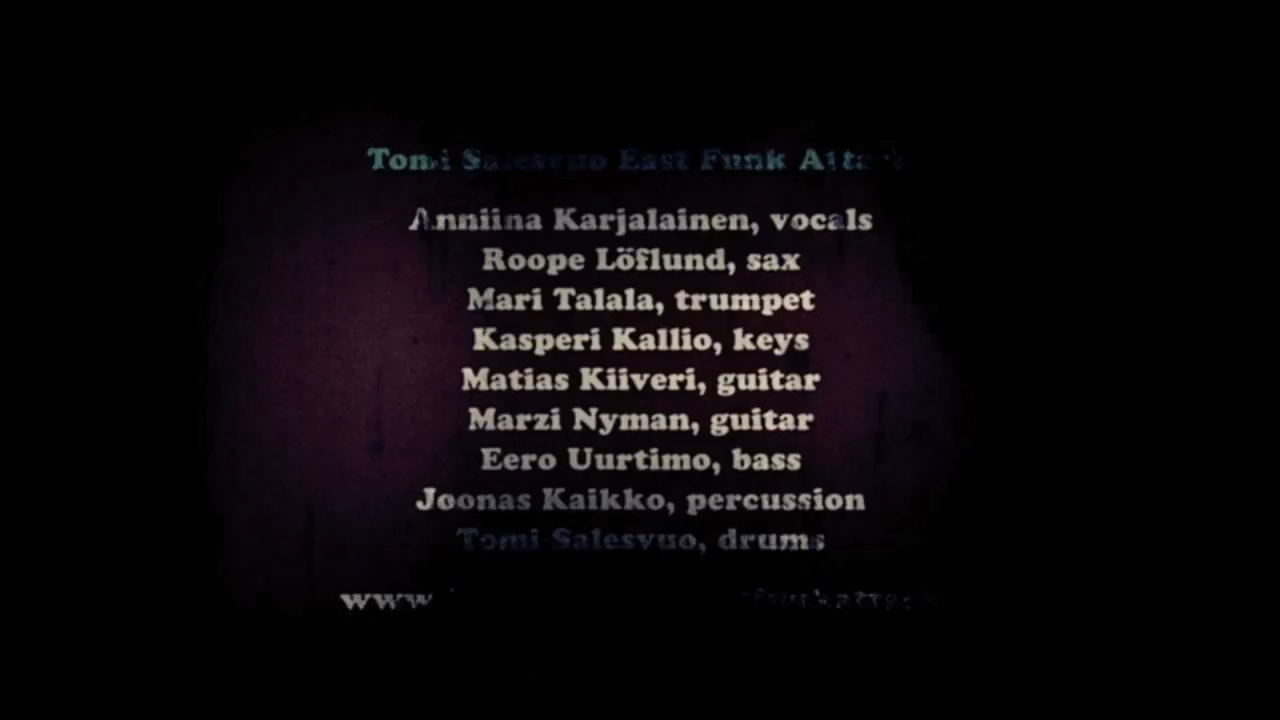 Tomi Salesvuo East Funk Attack
Anniina Karjalainen, vocals
Roope Löflund, sax
Mari Talala, trumpet
Kasperi Kallio, keys
Matias Kiiveri, guitar
Marzi Nyman, guitar
Eero Uurtimo, bass
Joonas Kaikko, percussion
Tomi Salesvuo, drums